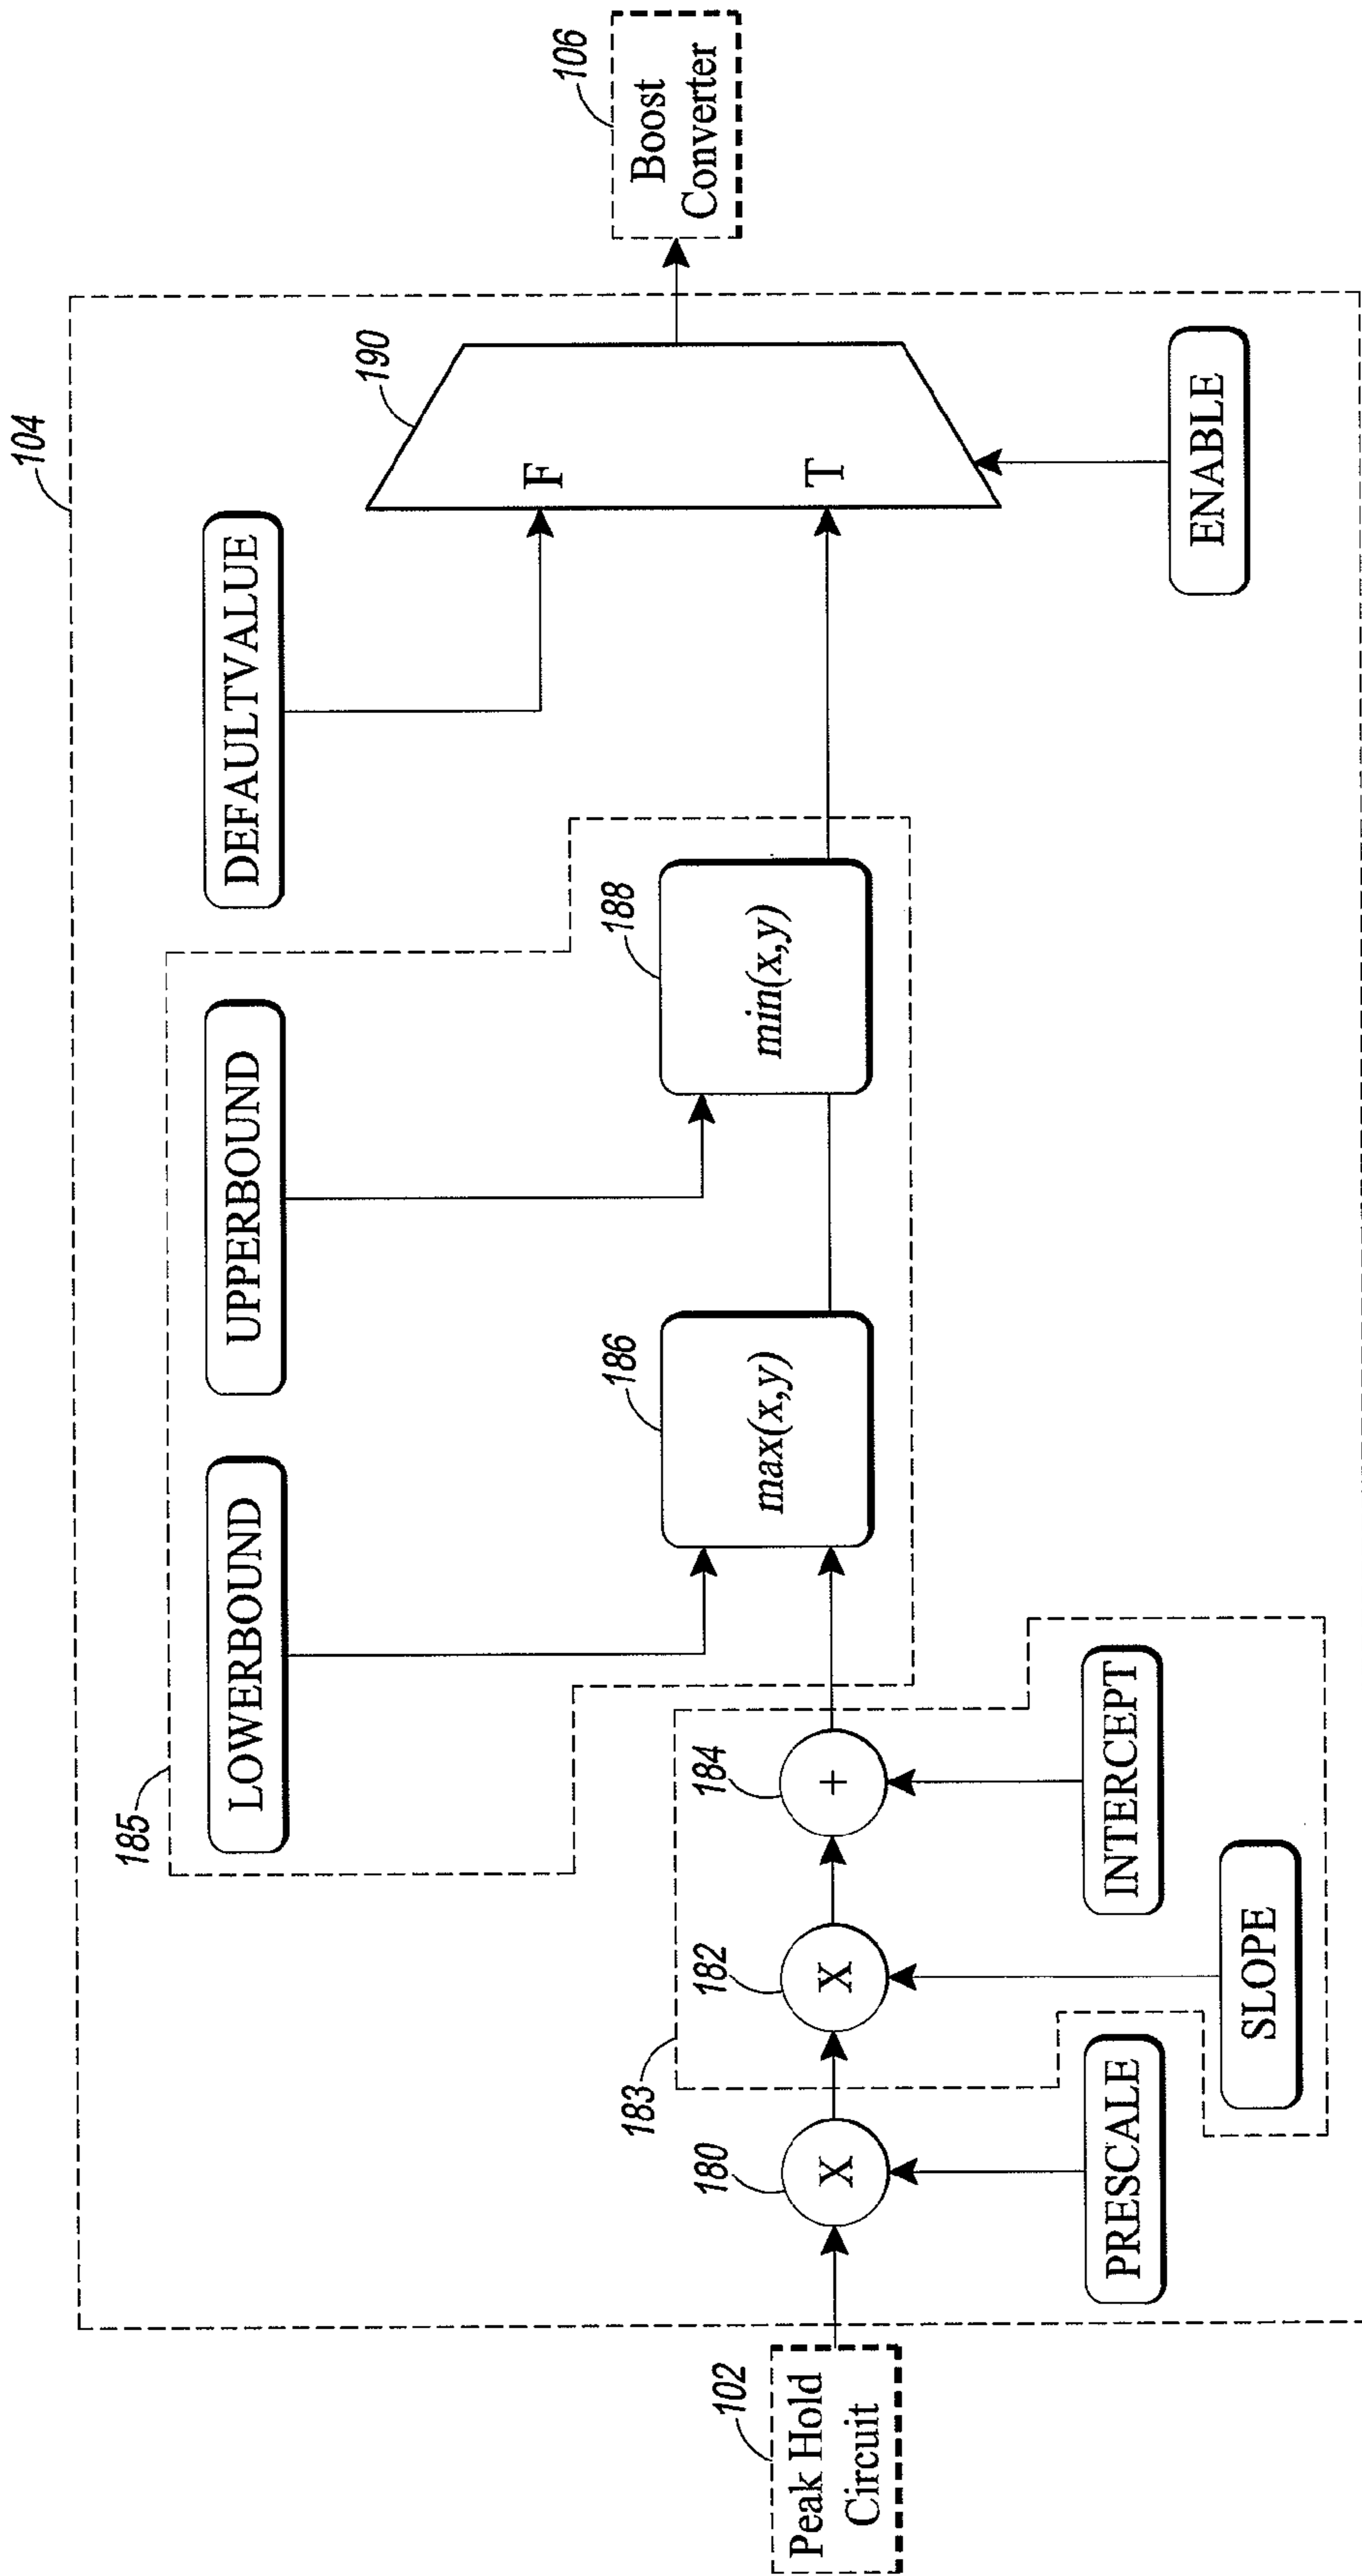 104
185
LOWERBOUND
UPPERBOUND
DEFAULTVALUE
190
F
T
106
Boost
Converter
186
max(x,y)
188
min(x,y)
183
102
Peak Hold
Circuit
180
X
182
X
184
+
PRESCALE
INTERCEPT
SLOPE
ENABLE